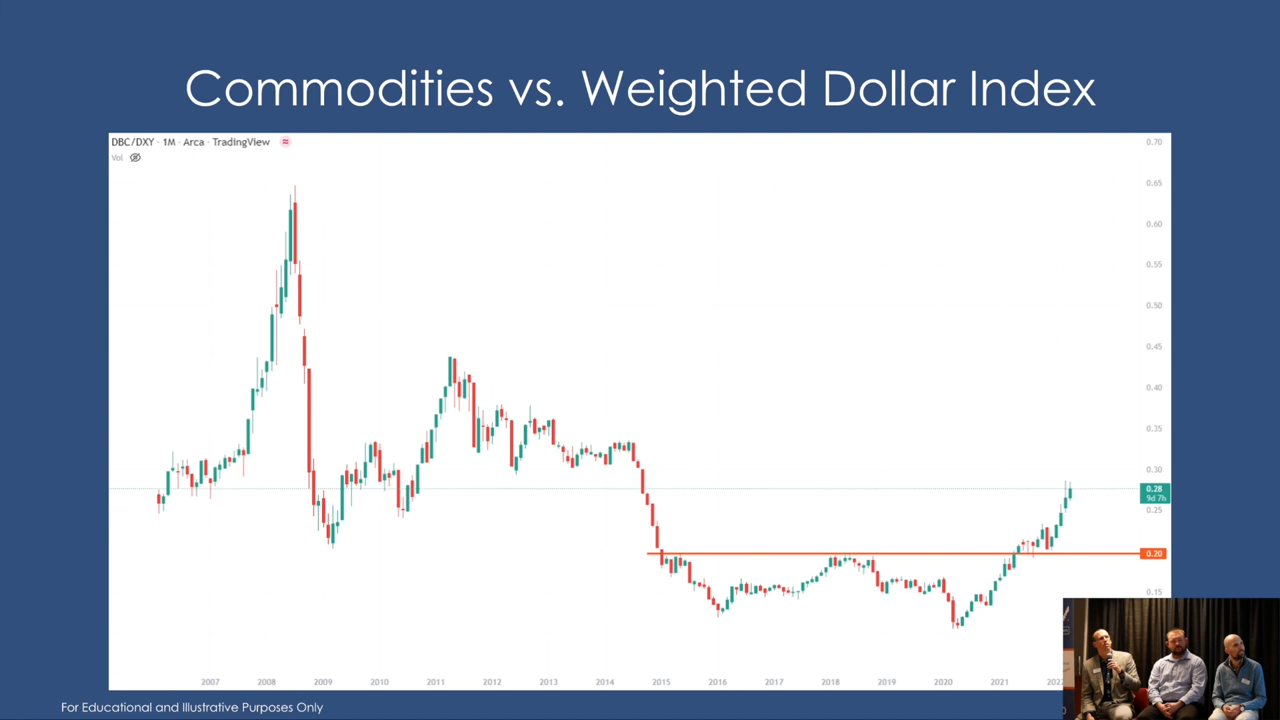 Commodities vs. Weighted Dollar Index
DBC/DXY · 1M · Arca · TradingView
Vol
0.70
0.65
0.60
0.55
0.50
0.45
0.40
0.35
0.30
0.28
9d 7h
0.25
0.20
0.15
2007 2008 2009 2010 2011 2012 2013 2014 2015 2016 2017 2018 2019 2020 2021 2022
For Educational and Illustrative Purposes Only